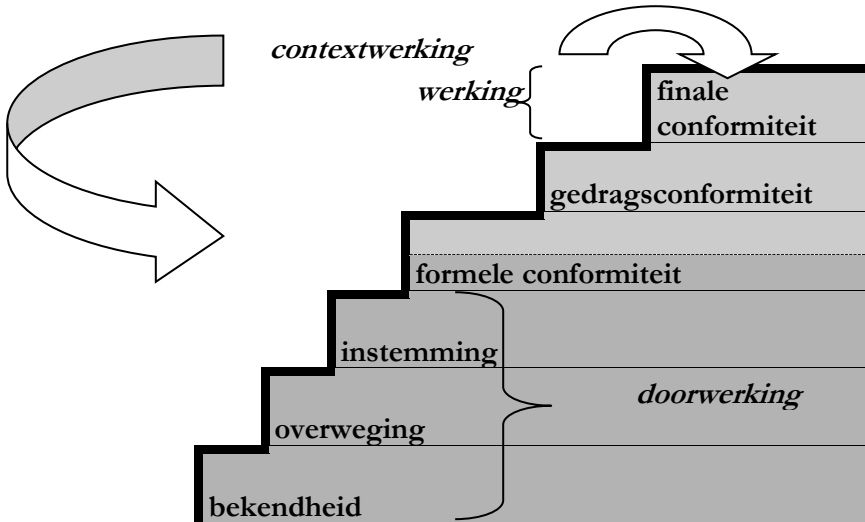 contextwerking
werking
finale
conformiteit
gedragsconformiteit
formele conformiteit
instemming
doorwerking
overweging
bekendheid